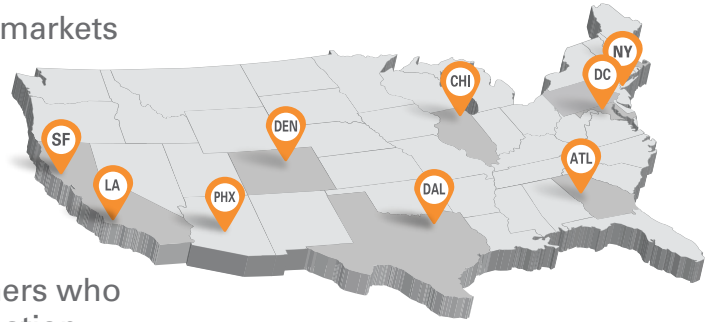 markets
NY
DC
CHI
DEN
SF
ATL
LA
DAL
PHX
ers who